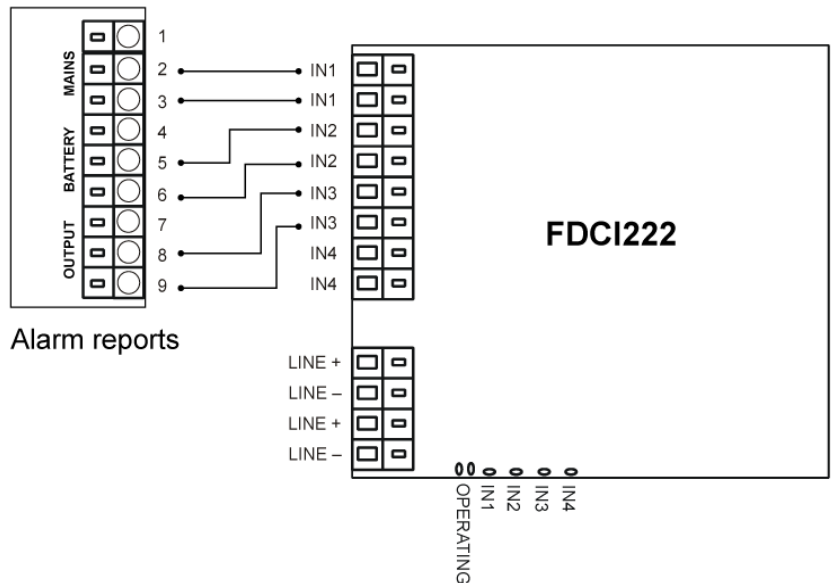 MAINS
BATTERY
OUTPUT
1
2
3
4
5
6
7
8
9
Alarm reports
IN1
IN1
IN2
IN2
IN3
IN3
IN4
IN4
LINE +
LINE –
LINE +
LINE –
FDCI222
OPERATING
IN1
IN2
IN3
IN4